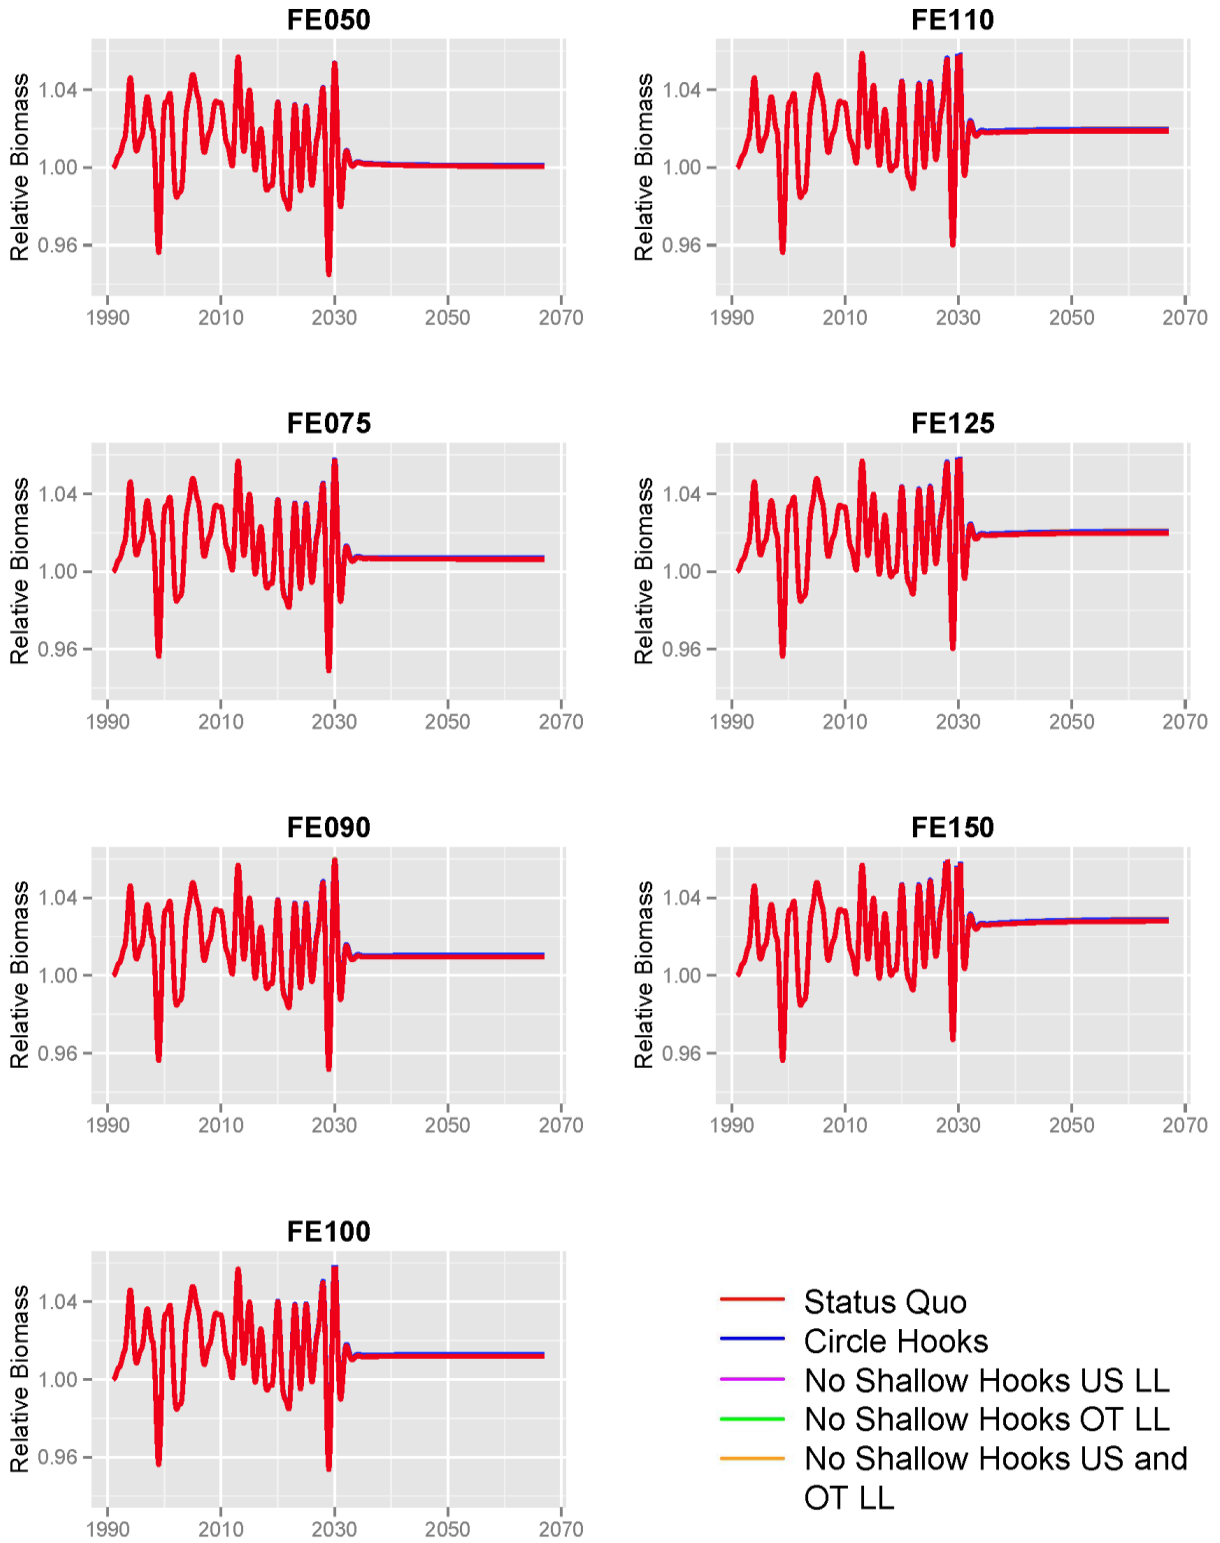 FE050
Relative Biomass
1.04
1.00
0.96
1990 2010 2030 2050 2070
FE110
Relative Biomass
1.04
1.00
0.96
1990 2010 2030 2050 2070
FE075
Relative Biomass
1.04
1.00
0.96
1990 2010 2030 2050 2070
FE125
Relative Biomass
1.04
1.00
0.96
1990 2010 2030 2050 2070
FE090
Relative Biomass
1.04
1.00
0.96
1990 2010 2030 2050 2070
FE150
Relative Biomass
1.04
1.00
0.96
1990 2010 2030 2050 2070
FE100
Relative Biomass
1.04
1.00
0.96
1990 2010 2030 2050 2070
Status Quo
Circle Hooks
No Shallow Hooks US LL
No Shallow Hooks OT LL
No Shallow Hooks US and
OT LL